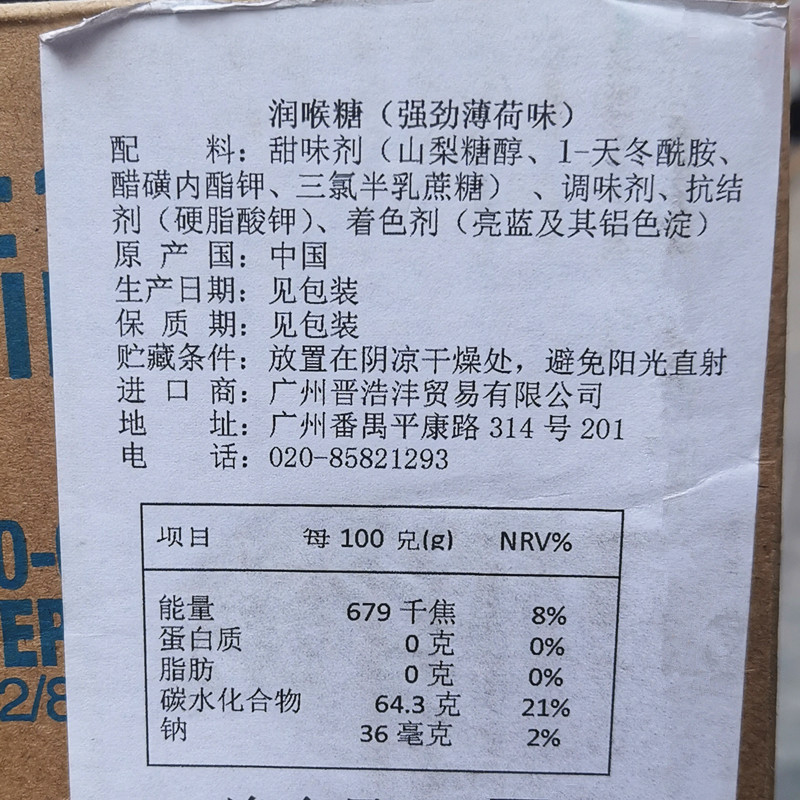 润喉糖（强劲薄荷味）
配 料：甜味剂（山梨糖醇、1-天冬酰胺、
醋磺内酯钾、三氯半乳蔗糖）、调味剂、抗结
剂（硬脂酸钾）、着色剂（亮蓝及其铝色淀）
原 产 国：中国
生产日期：见包装
保 质 期：见包装
贮藏条件：放置在阴凉干燥处，避免阳光直射
进 口 商：广州晋浩沣贸易有限公司
地 址：广州番禺平康路 314 号 201
电 话：020-85821293
项目 每 100 克(g) NRV%
能量 679 千焦 8%
蛋白质 0 克 0%
脂肪 0 克 0%
碳水化合物 64.3 克 21%
钠 36 毫克 2%